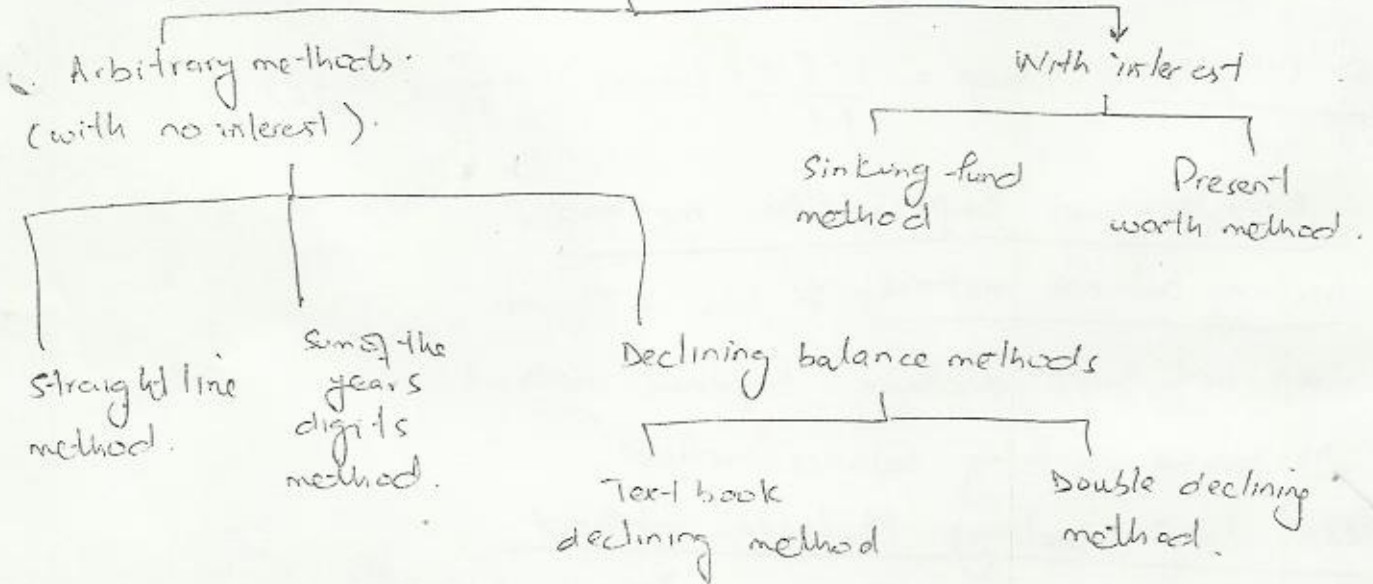 Arbitrary methods.
(with no interest).
With interest
Sinking-fund
method
Present
worth method.
straight line
method.
Sum of the
years
digits
method.
Declining balance methods
Text book
declining method
Double declining
method.